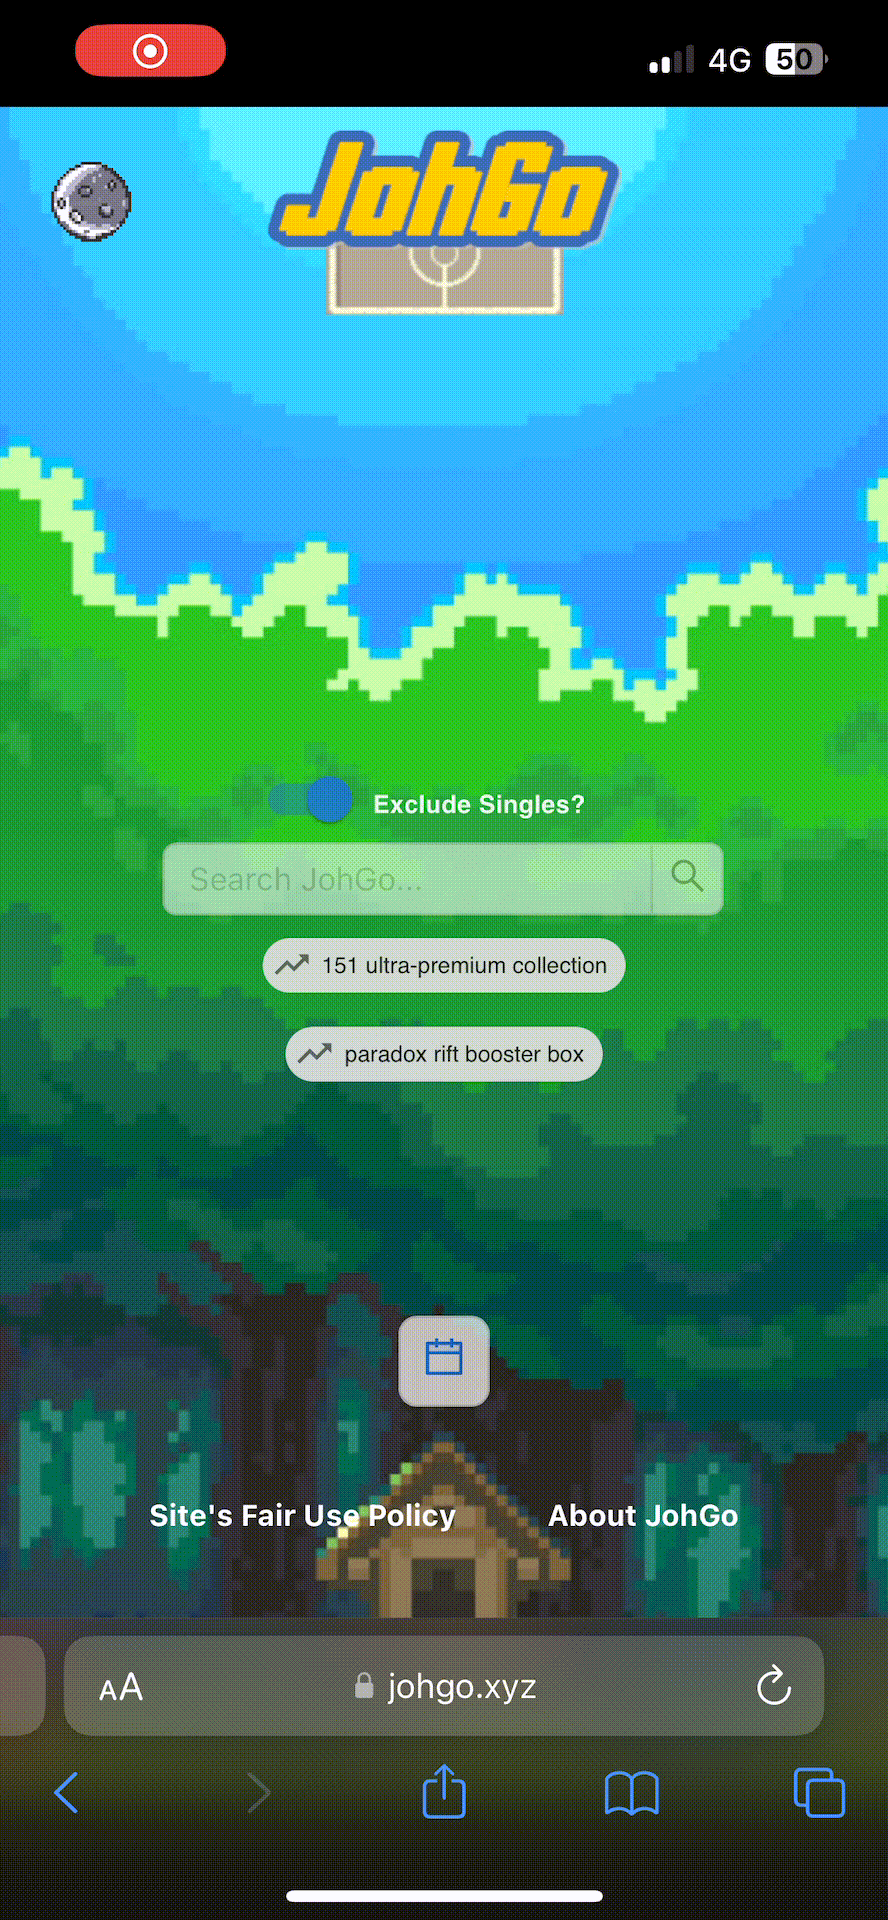 4G
50
JohGo
Exclude Singles?
Search JohGo...
151 ultra-premium collection
paradox rift booster box
Site's Fair Use Policy
About JohGo
AA
johgo.xyz